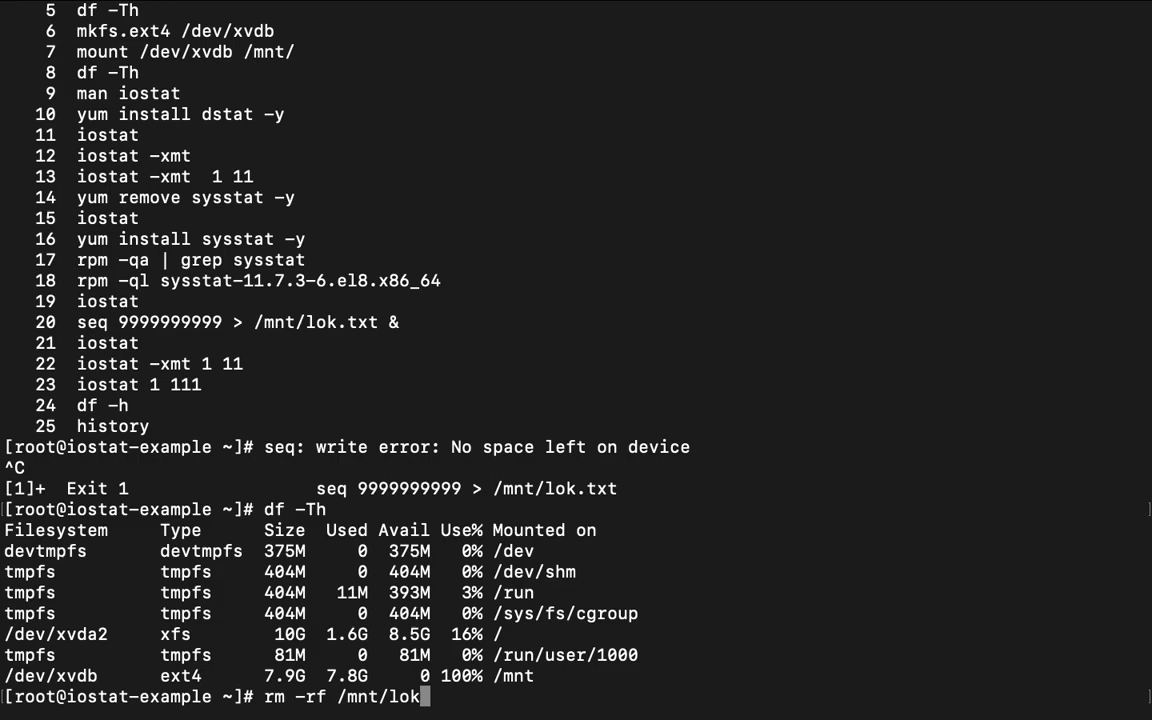 5  df -Th
6  mkfs.ext4 /dev/xvdb
7  mount /dev/xvdb /mnt/
8  df -Th
9  man iostat
10  yum install dstat -y
11  iostat
12  iostat -xmt
13  iostat -xmt  1 11
14  yum remove sysstat -y
15  iostat
16  yum install sysstat -y
17  rpm -qa | grep sysstat
18  rpm -ql sysstat-11.7.3-6.el8.x86_64
19  iostat
20  seq 9999999999 > /mnt/lok.txt &
21  iostat
22  iostat -xmt 1 11
23  iostat 1 111
24  df -h
25  history
[root@iostat-example ~]# seq: write error: No space left on device
^C
[1]+  Exit 1                  seq 9999999999 > /mnt/lok.txt
[root@iostat-example ~]# df -Th
Filesystem     Type      Size  Used Avail Use% Mounted on
devtmpfs       devtmpfs  375M     0  375M   0% /dev
tmpfs          tmpfs     404M     0  404M   0% /dev/shm
tmpfs          tmpfs     404M   11M  393M   3% /run
tmpfs          tmpfs     404M     0  404M   0% /sys/fs/cgroup
/dev/xvda2     xfs        10G  1.6G  8.5G  16% /
tmpfs          tmpfs      81M     0   81M   0% /run/user/1000
/dev/xvdb      ext4      7.9G  7.8G     0 100% /mnt
[root@iostat-example ~]# rm -rf /mnt/lok